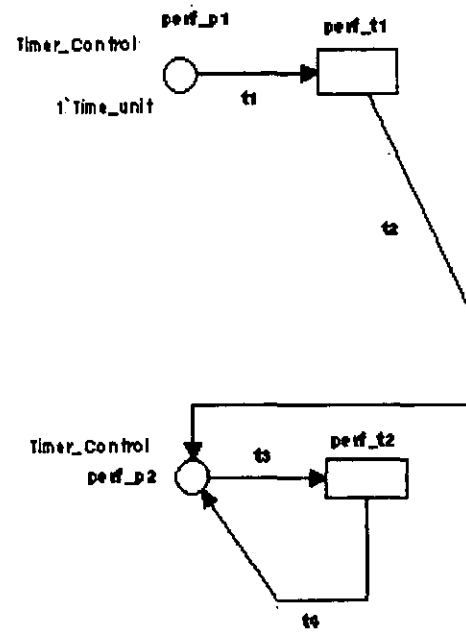 perf_p1
perf_t1
Timer_Control
t1
1`Time_unit
t2
Timer_Control
perf_t2
t3
perf_p2
t4